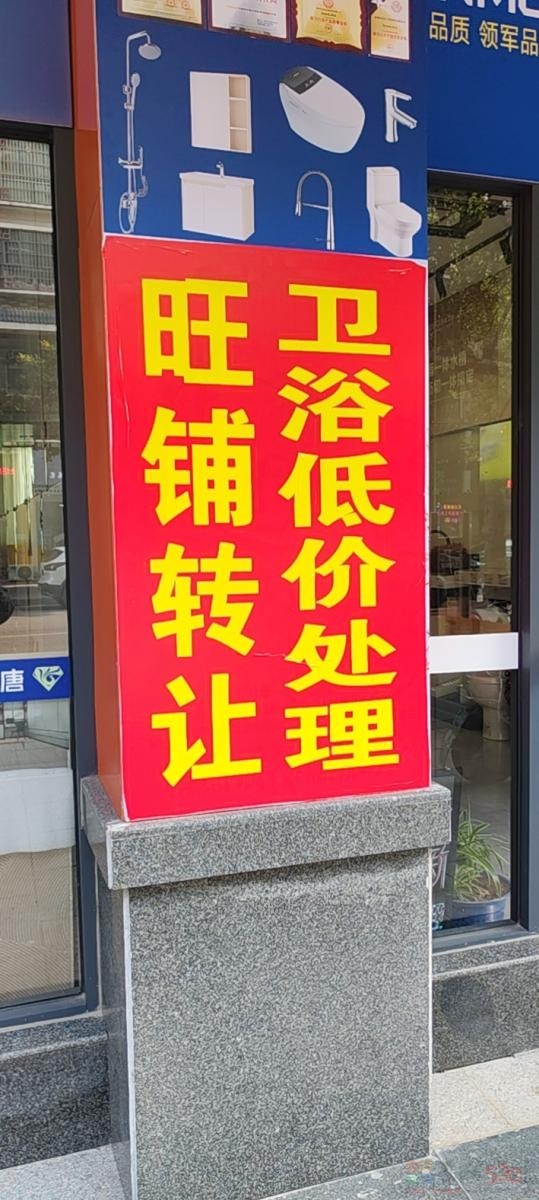 品质 领军品
卫浴低价处理
旺铺转让
唐